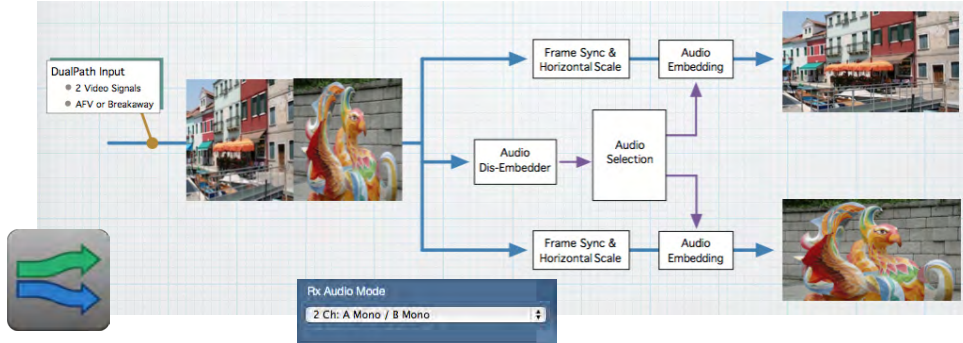 DualPath Input
2 Video Signals
AFV or Breakaway
Frame Sync &
Horizontal Scale
Audio
Embedding
Audio
Dis-Embedder
Audio
Selection
Frame Sync &
Horizontal Scale
Audio
Embedding
Rx Audio Mode
2 Ch: A Mono / B Mono